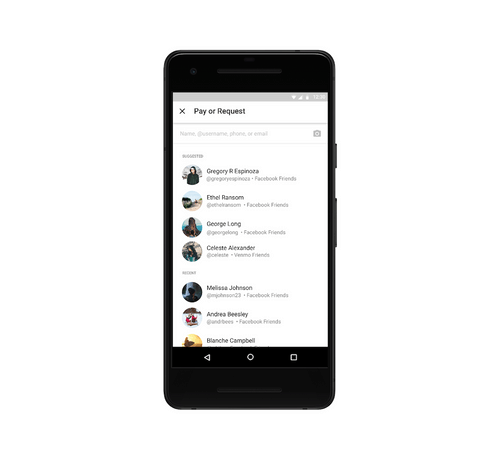 12:00
Pay or Request
Name, @username, phone, or email
SUGGESTED
Gregory R Espinoza
@gregoryespinoza • Facebook Friends
Ethel Ransom
@ethelransom • Facebook Friends
George Long
@georgelong • Facebook Friends
Celeste Alexander
@celeste • Venmo Friends
RECENT
Melissa Johnson
@mjohnson23 • Facebook Friends
Andrea Beesley
@andrbees • Facebook Friends
Blanche Campbell